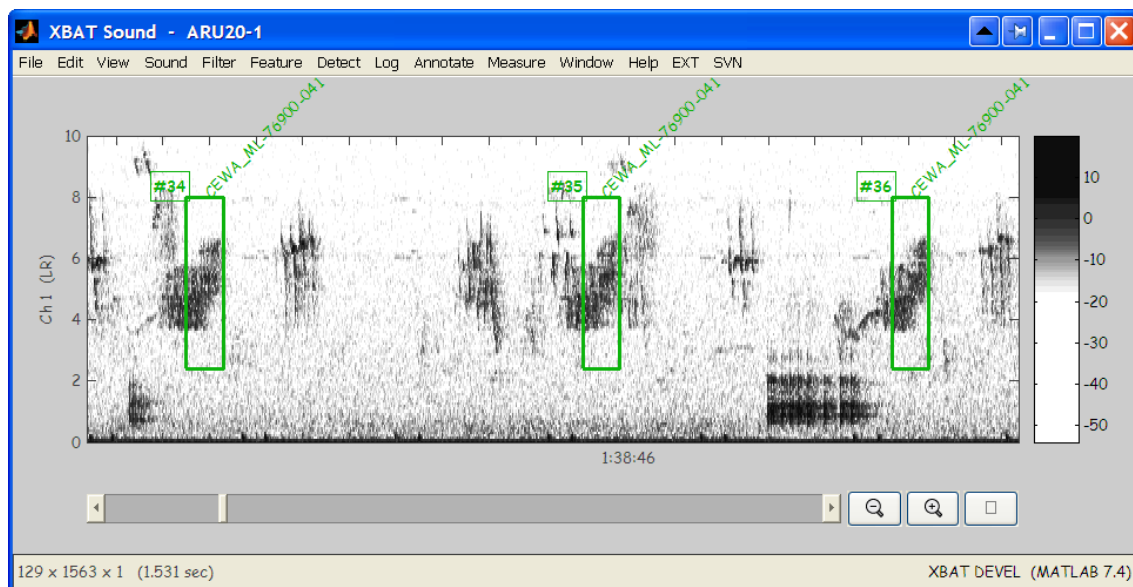 XBAT Sound - ARU20-1
File Edit View Sound Filter Feature Detect Log Annotate Measure Window Help EXT SVN
CEWA_ML-76900-041
CEWA_ML-76900-041
CEWA_ML-76900-041
#34
#35
#36
Ch 1 (LR)
10
8
6
4
2
0
1:38:46
10
0
-10
-20
-30
-40
-50
129 x 1563 x 1 (1.531 sec)
XBAT DEVEL (MATLAB 7.4)